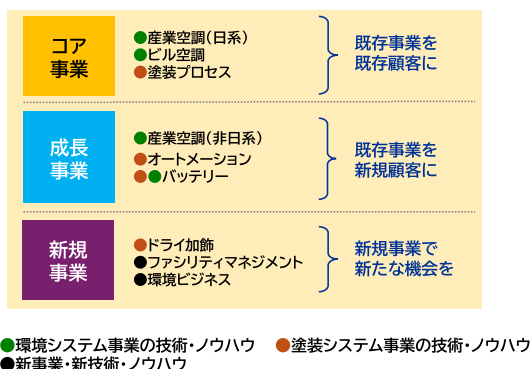 コア
事業
●産業空調（日系）
●ビル空調
●塗装プロセス
既存事業を
既存顧客に
成長
事業
●産業空調（非日系）
●オートメーション
●●バッテリー
既存事業を
新規顧客に
新規
事業
●ドライ加飾
●ファシリティマネジメント
●環境ビジネス
新規事業で
新たな機会を
●環境システム事業の技術・ノウハウ ●塗装システム事業の技術・ノウハウ
●新事業・新技術・ノウハウ